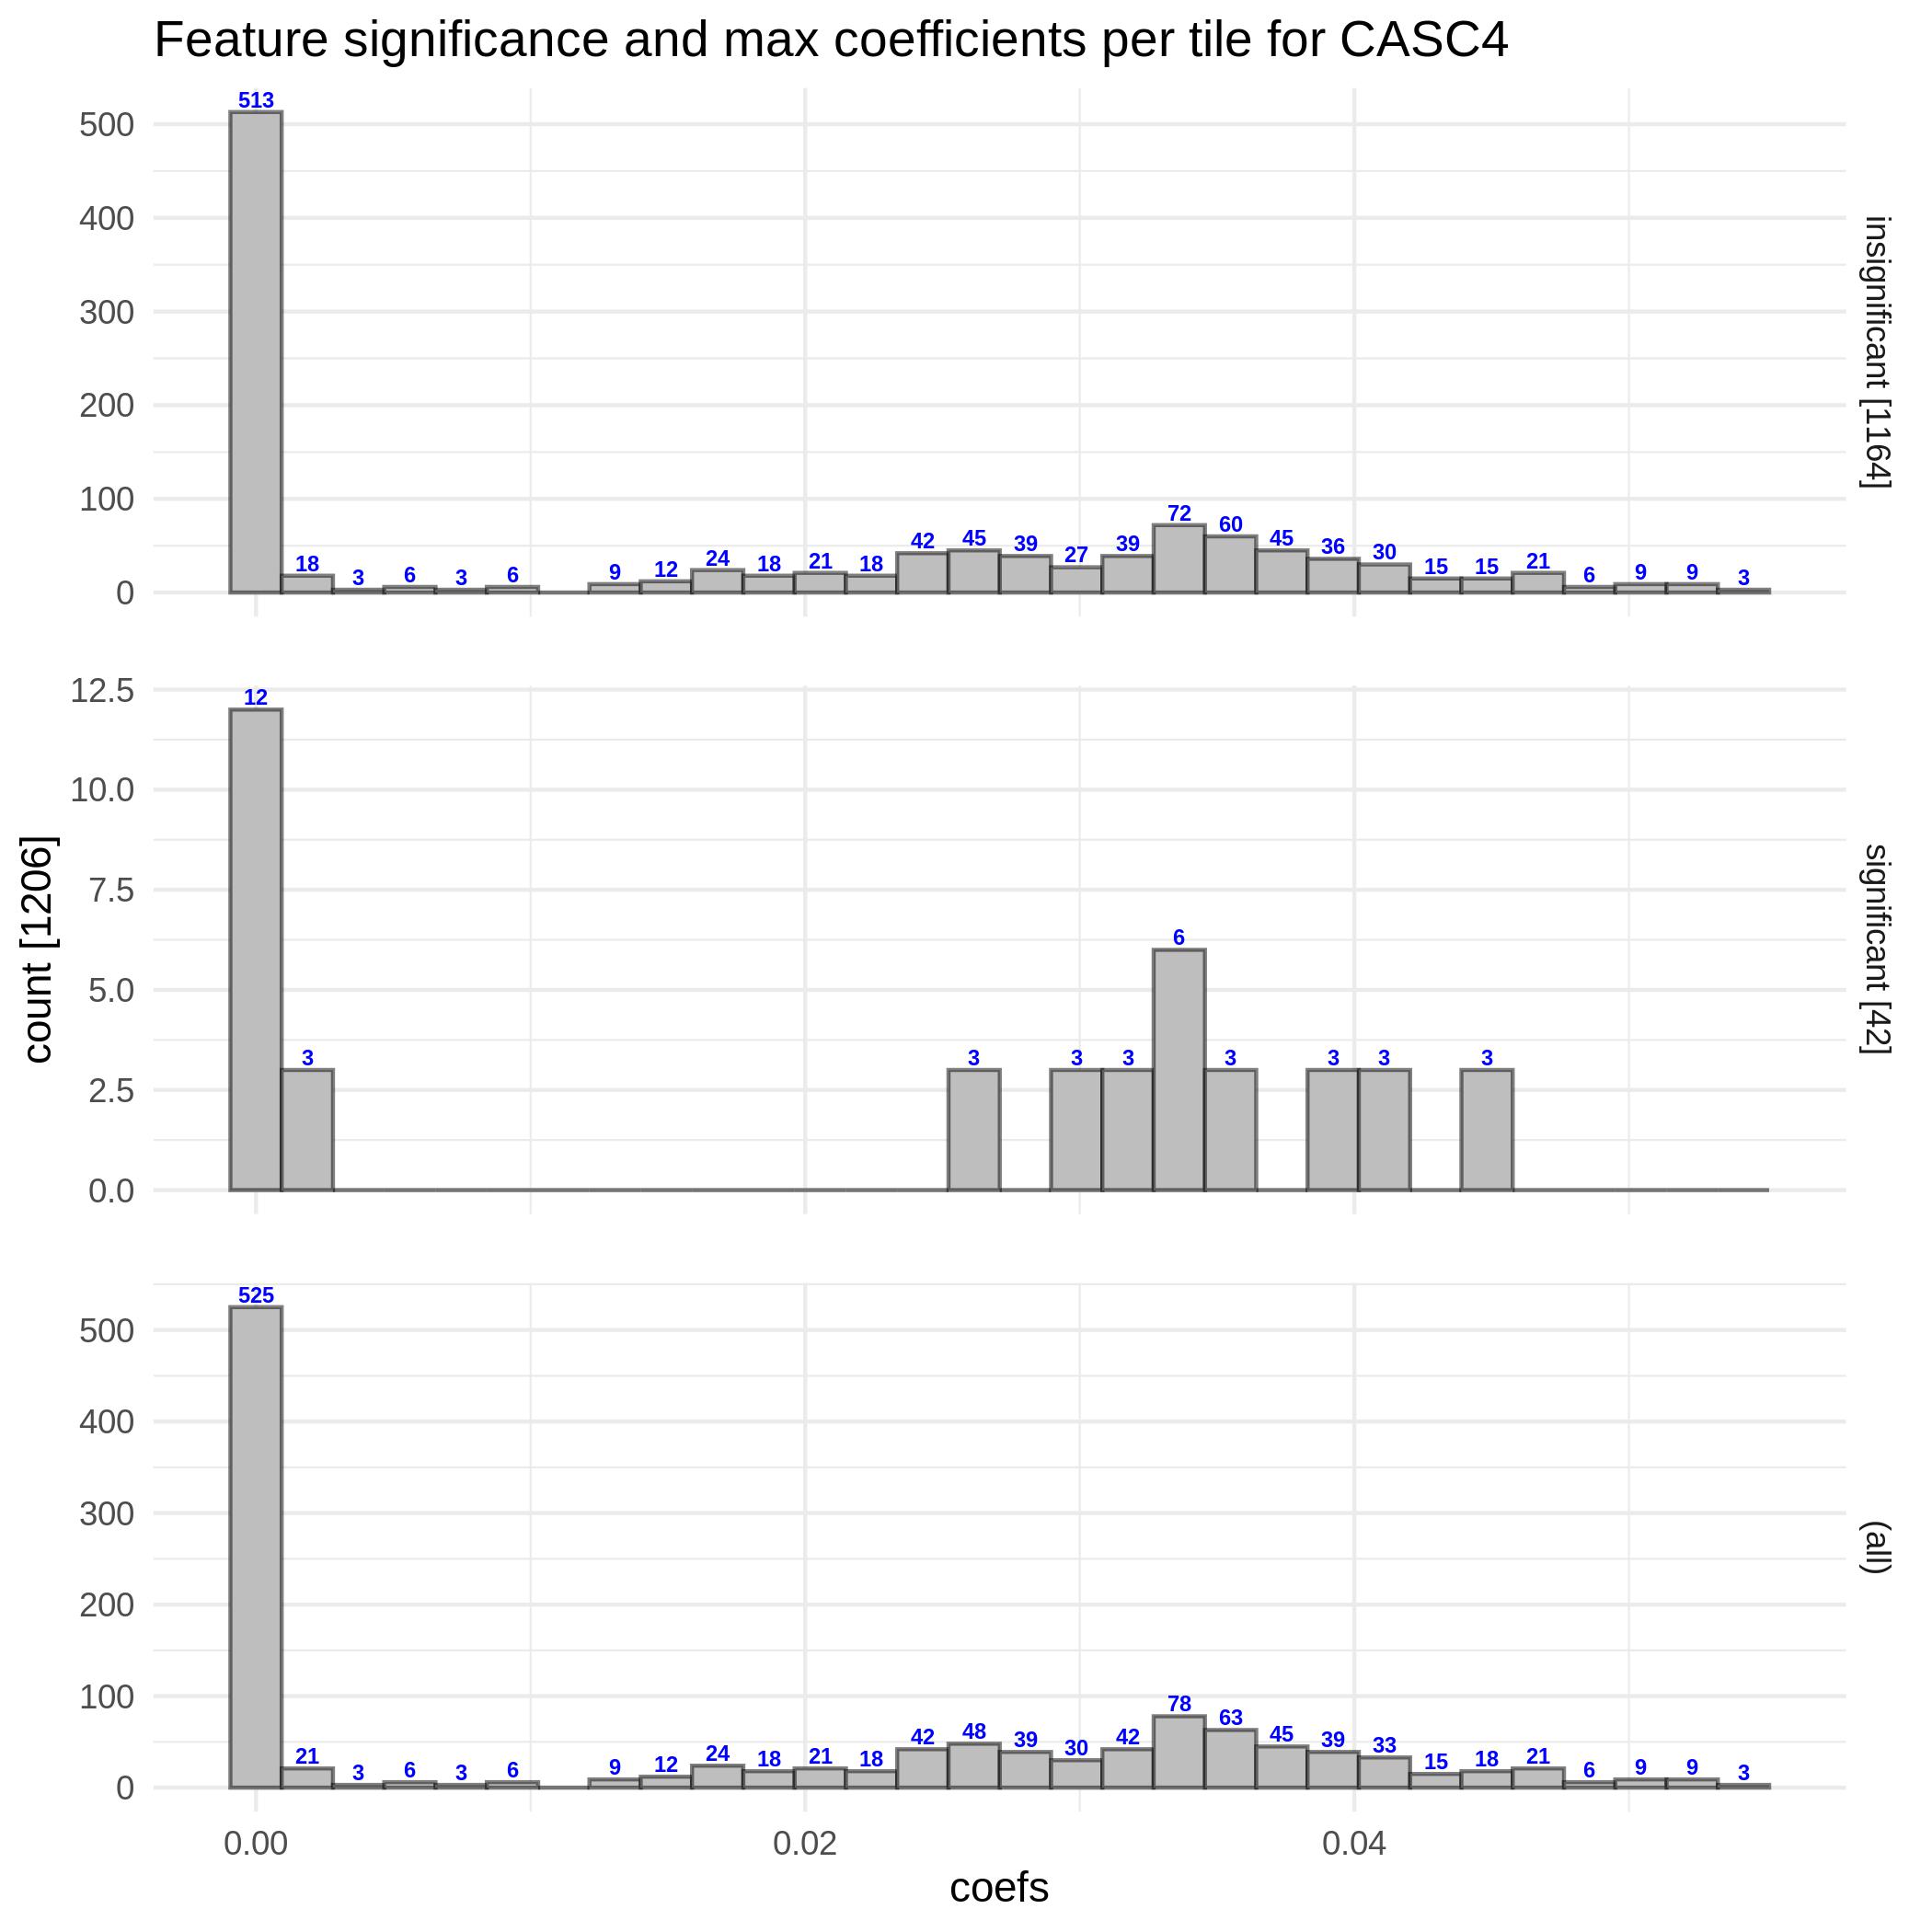 Feature significance and max coefficients per tile for CASC4
513
500
400
300
200
100
0
18 3 6 3 6 9 12 24 18 21 18 42 45 39 27 39 72 60 45 36 30 15 15 21 6 9 9 3
insignificant [1164]
12.5
10.0
7.5
5.0
2.5
0.0
12 3 3 3 3 6 3 3 3 3
significant [42]
count [1206]
525
500
400
300
200
100
0
21 3 6 3 6 9 12 24 18 21 18 42 48 39 30 42 78 63 45 39 33 15 18 21 6 9 9 3
(all)
0.00 0.02 0.04
coefs